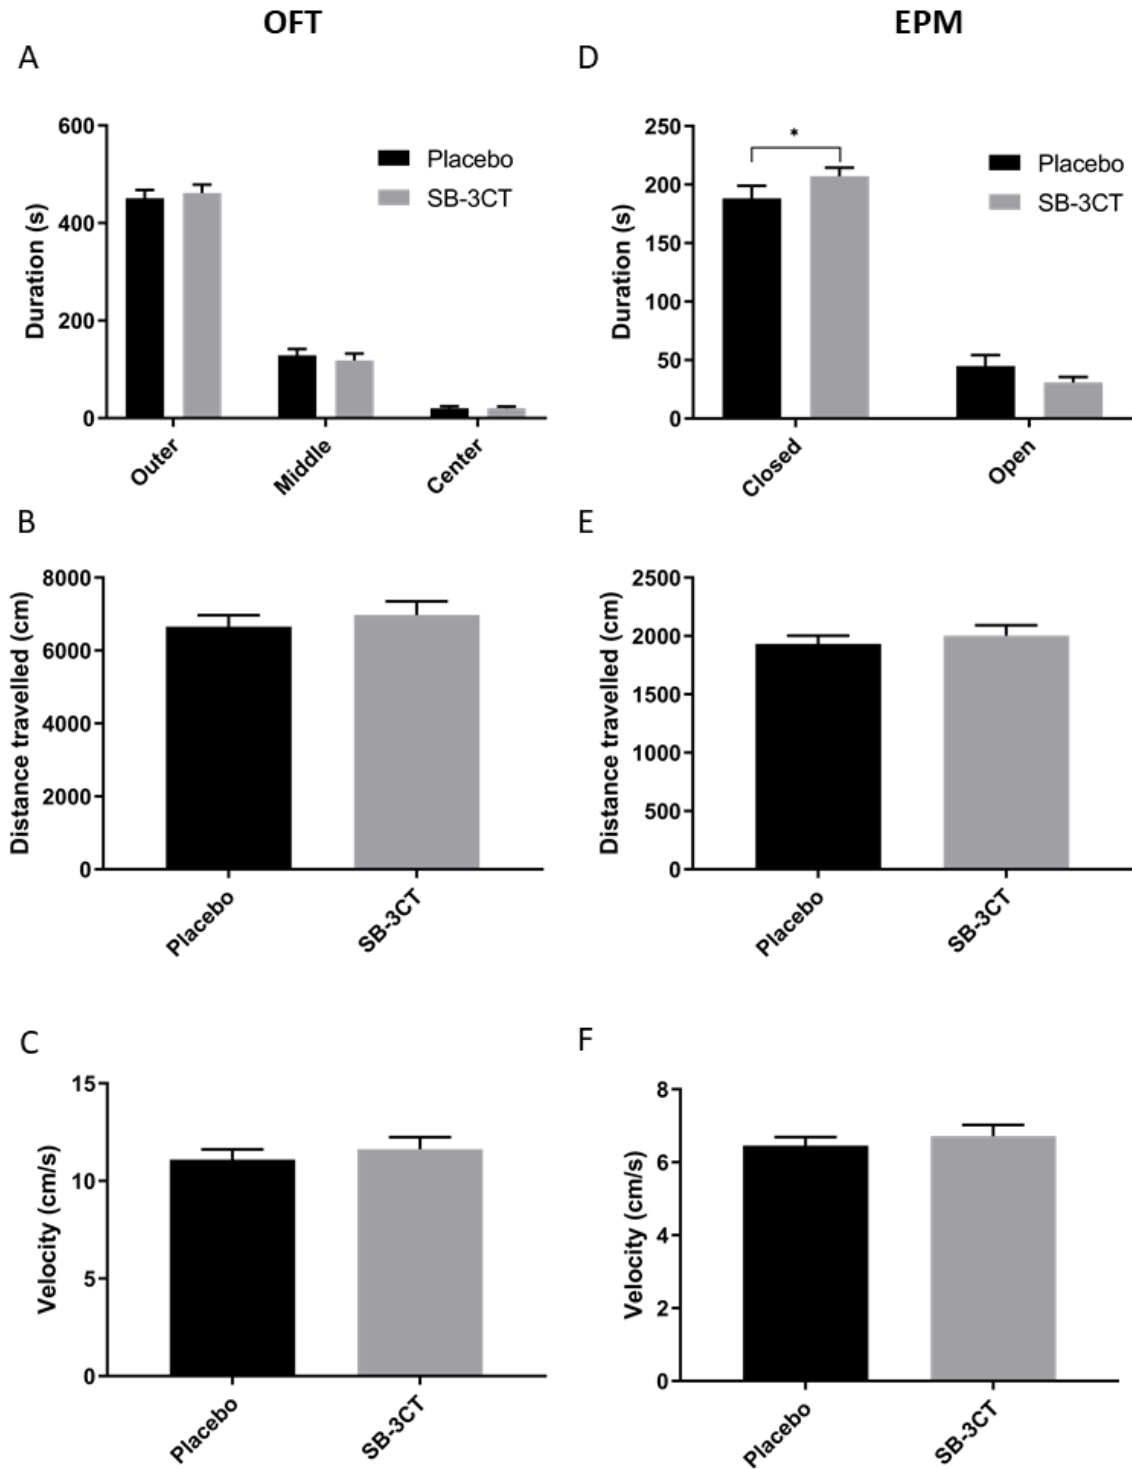 OFT
EPM
A
D
600
400
200
0
Duration (s)
Placebo
SB-3CT
Outer
Middle
Center
250
200
150
100
50
0
Duration (s)
*
Placebo
SB-3CT
Closed
Open
B
E
8000
6000
4000
2000
0
Distance travelled (cm)
Placebo
SB-3CT
2500
2000
1500
1000
500
0
Distance travelled (cm)
Placebo
SB-3CT
C
F
15
10
5
0
Velocity (cm/s)
Placebo
SB-3CT
8
6
4
2
0
Velocity (cm/s)
Placebo
SB-3CT